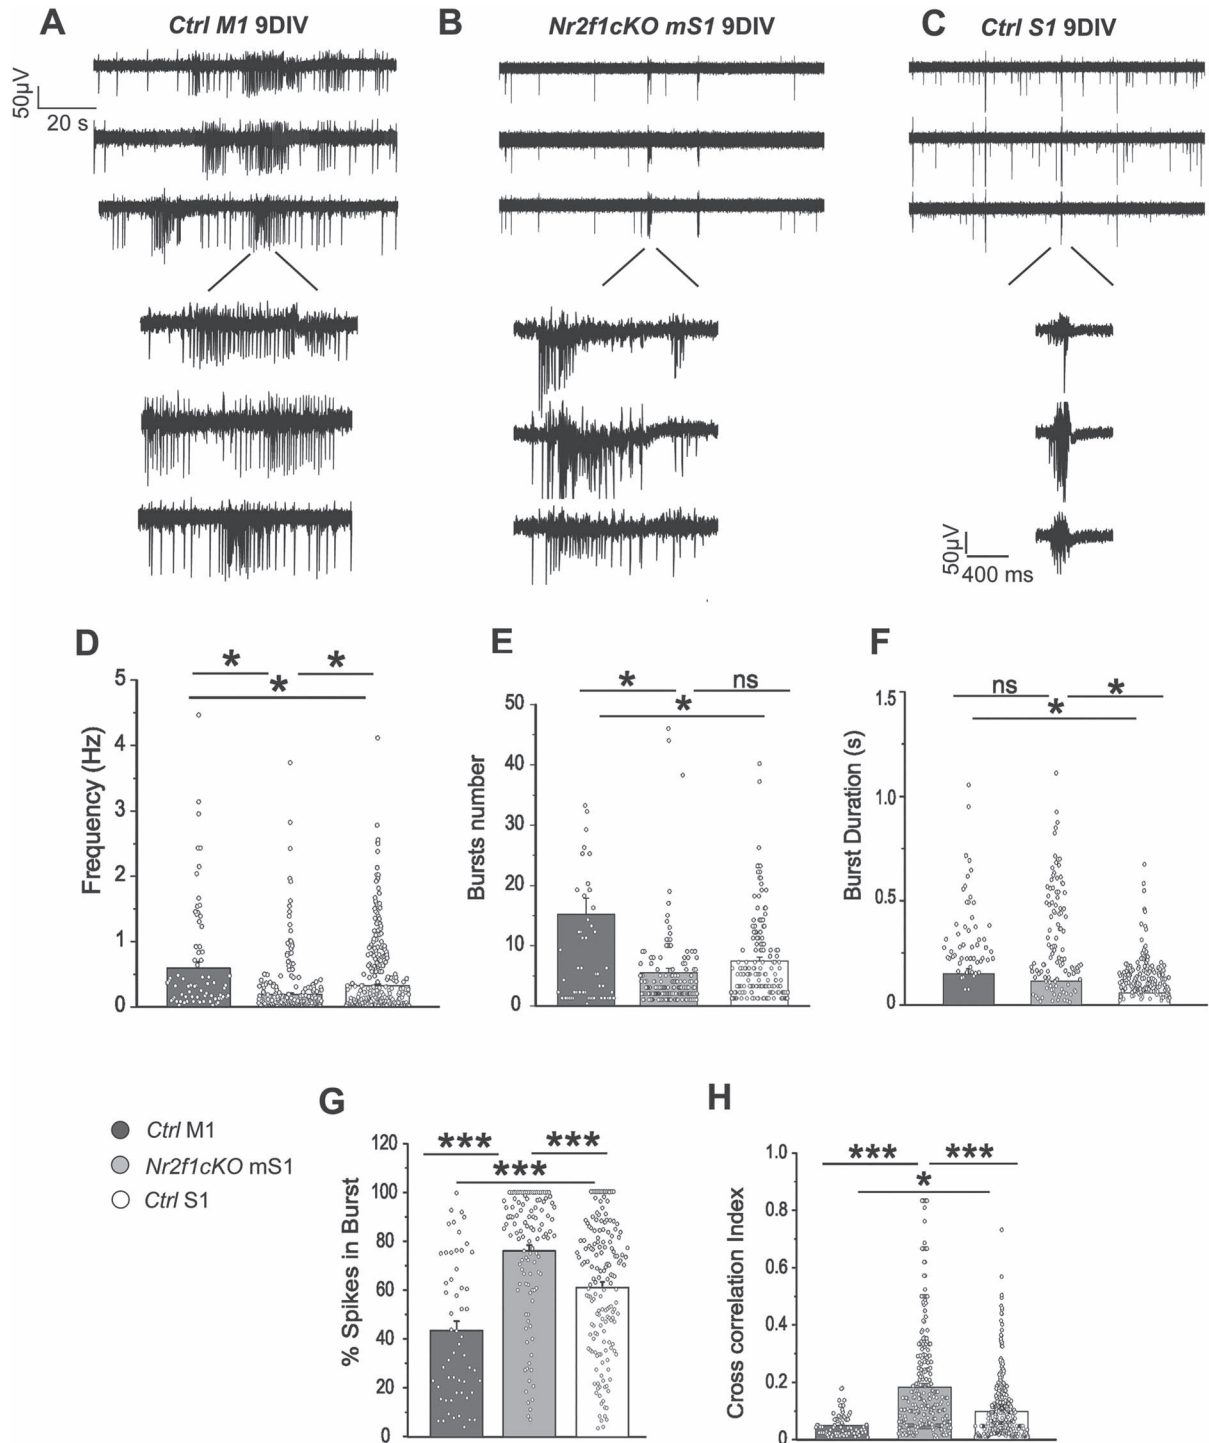 A
Ctrl M1 9DIV
B
Nr2f1cKO mS1 9DIV
C
Ctrl S1 9DIV
50µV
20 s
50µV
400 ms
D
* *
*
Frequency (Hz)
5
4
3
2
1
0
E
* ns
*
Bursts number
50
40
30
20
10
0
F
ns *
*
Burst Duration (s)
1.5
1.0
0.5
0
Ctrl M1
Nr2f1cKO mS1
Ctrl S1
G
*** ***
***
% Spikes in Burst
120
100
80
60
40
20
0
H
*** ***
*
Cross correlation Index
1.0
0.8
0.6
0.4
0.2
0